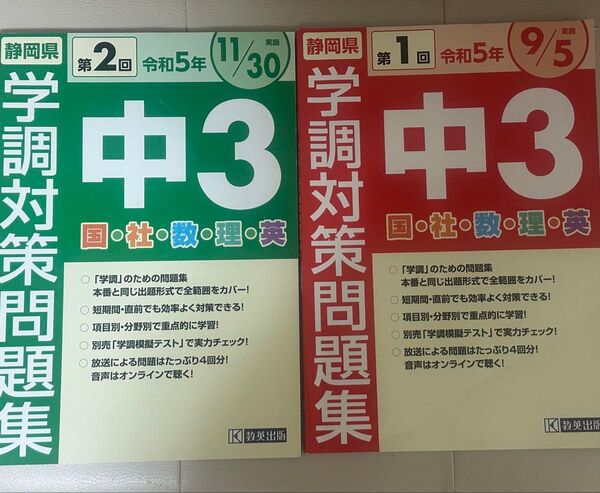 静岡県
学調対策問題集
第2回
令和5年
11/30
実施
中3
国・社・数・理・英
○「学調」のための問題集
本番と同じ出題形式で全範囲をカバー!
○短期間・直前でも効率よく対策できる!
○項目別・分野別で重点的に学習!
○別売「学調模擬テスト」で実力チェック!
○放送による問題はたっぷり4回分!
音声はオンラインで聴く!
教英出版
静岡県
学調対策問題集
第1回
令和5年
9/5
実施
中3
国・社・数・理・英
○「学調」のための問題集
本番と同じ出題形式で全範囲をカバー!
○短期間・直前でも効率よく対策できる!
○項目別・分野別で重点的に学習!
○別売「学調模擬テスト」で実力チェック!
○放送による問題はたっぷり4回分!
音声はオンラインで聴く!
教英出版